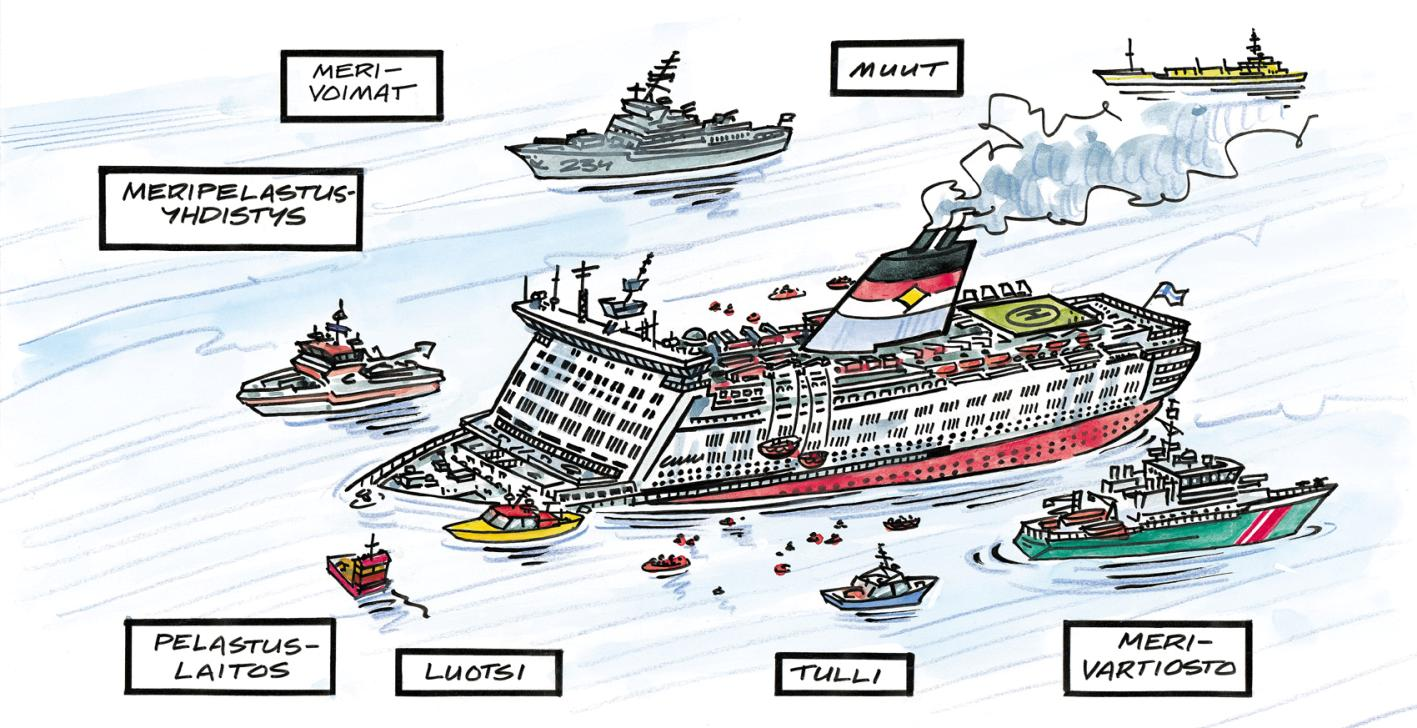 MERI-
VOIMAT
MUUT
MERIPELASTUS-
YHDISTYS
234
H
PELASTUS-
LAITOS
LUOTSI
TULLI
MERI-
VARTIOSTO